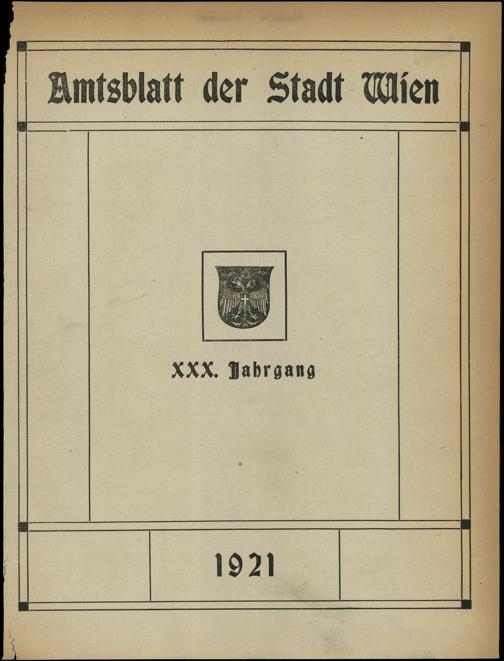 Amtsblatt der Stadt Wien
XXX. Jahrgang
1921